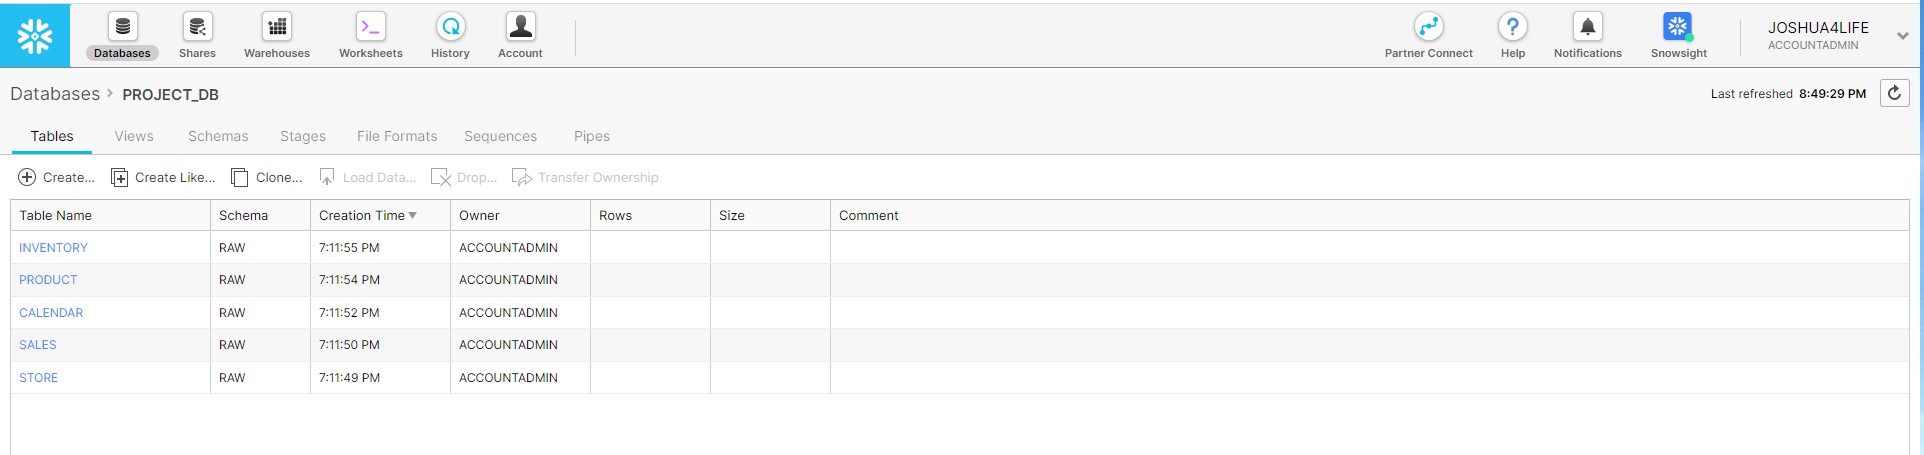 Databases Shares Warehouses Worksheets History Account Partner Connect Help Notifications Snowsight JOSHUA4LIFE
ACCOUNTADMIN
Databases > PROJECT_DB Last refreshed 8:49:29 PM
Tables Views Schemas Stages File Formats Sequences Pipes
Create... Create Like... Clone... Load Data... Drop... Transfer Ownership
Table Name Schema Creation Time Owner Rows Size Comment
INVENTORY RAW 7:11:55 PM ACCOUNTADMIN
PRODUCT RAW 7:11:54 PM ACCOUNTADMIN
CALENDAR RAW 7:11:52 PM ACCOUNTADMIN
SALES RAW 7:11:50 PM ACCOUNTADMIN
STORE RAW 7:11:49 PM ACCOUNTADMIN